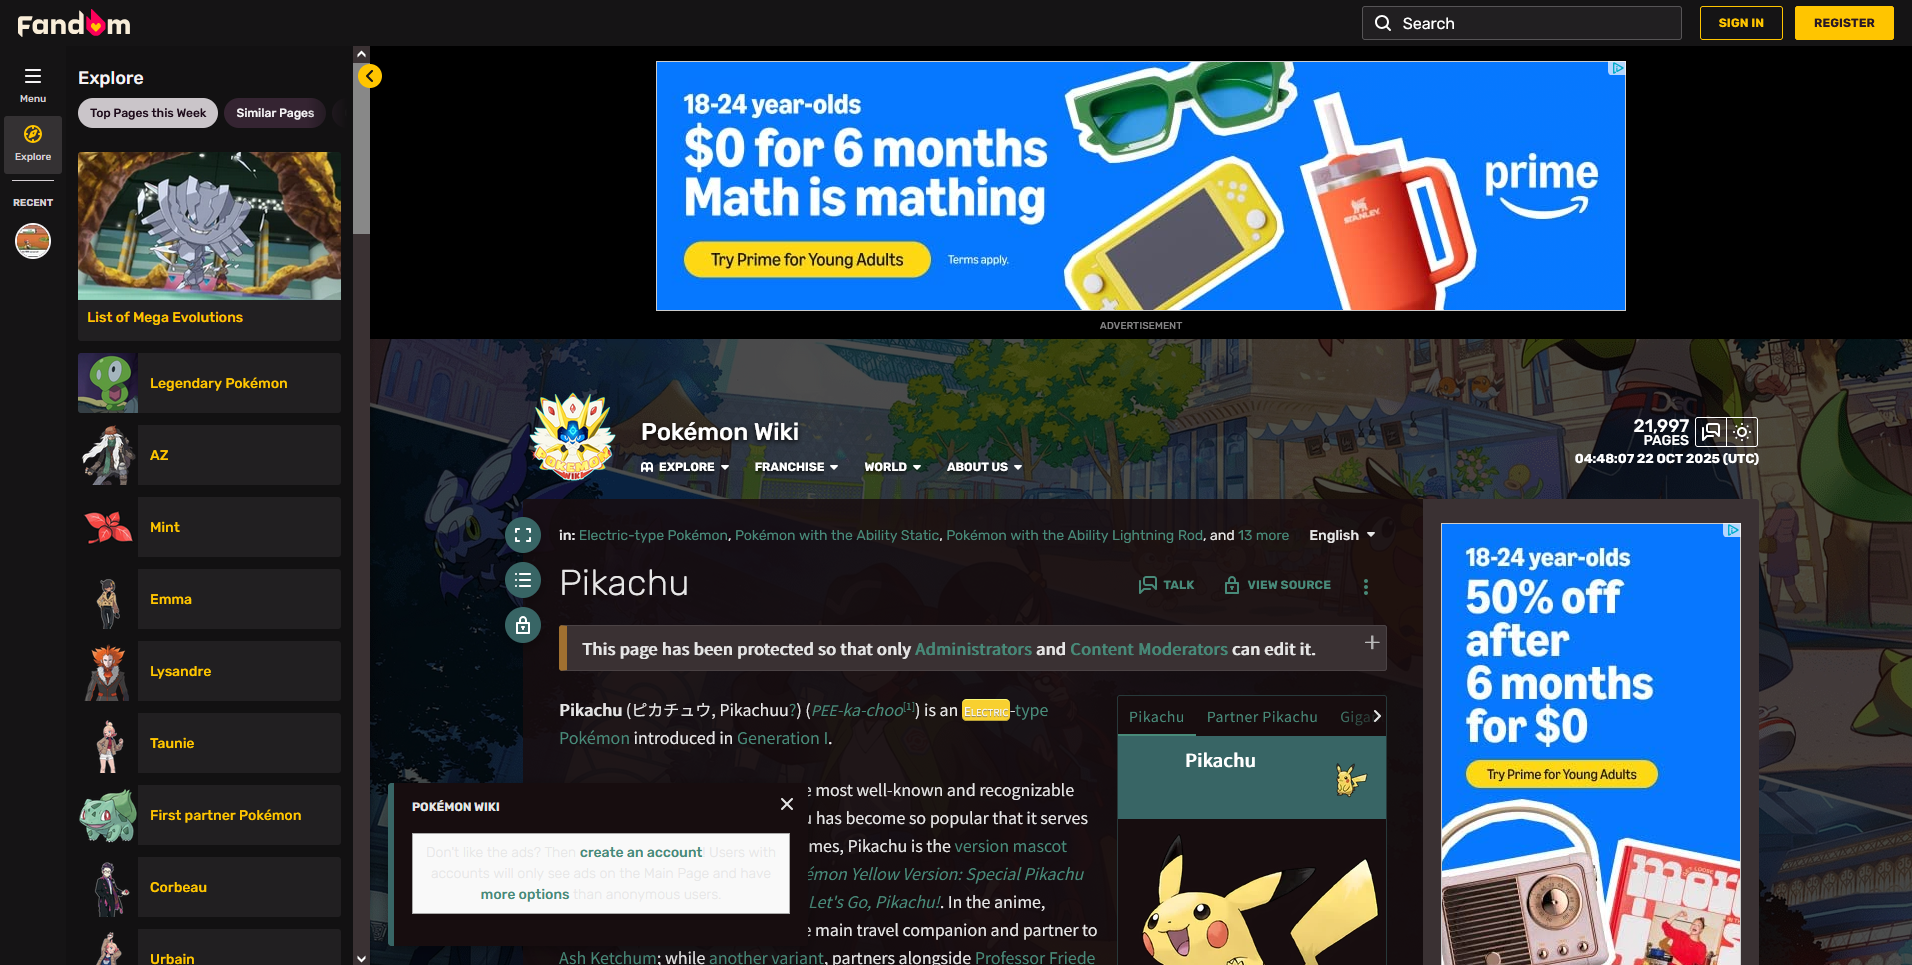 Fandom
Search
SIGN IN
REGISTER
Menu
Explore
RECENT
Explore
Top Pages this Week
Similar Pages
List of Mega Evolutions
Legendary Pokémon
AZ
Mint
Emma
Lysandre
Taunie
First partner Pokémon
Corbeau
Urbain
18-24 year-olds
$0 for 6 months
Math is mathing
Try Prime for Young Adults
Terms apply.
STANLEY
prime
ADVERTISEMENT
POKÉMON
WIKI
Pokémon Wiki
EXPLORE
FRANCHISE
WORLD
ABOUT US
21,997
PAGES
04:48:07 22 OCT 2025 (UTC)
in: Electric-type Pokémon, Pokémon with the Ability Static, Pokémon with the Ability Lightning Rod, and 13 more
English
Pikachu
TALK
VIEW SOURCE
This page has been protected so that only Administrators and Content Moderators can edit it.
Pikachu (ピカチュウ, Pikachuu?) (PEE-ka-choo[1]) is an ELECTRIC-type
Pokémon introduced in Generation I.
most well-known and recognizable
has become so popular that it serves
mes, Pikachu is the version mascot
émon Yellow Version: Special Pikachu
Let's Go, Pikachu!. In the anime,
main travel companion and partner to
Ash Ketchum; while another variant, partners alongside Professor Friede
Pikachu
Partner Pikachu
Giga
Pikachu
POKÉMON WIKI
Don't like the ads? Then create an account! Users with
accounts will only see ads on the Main Page and have
more options than anonymous users.
18-24 year-olds
50% off
after
6 months
for $0
Try Prime for Young Adults